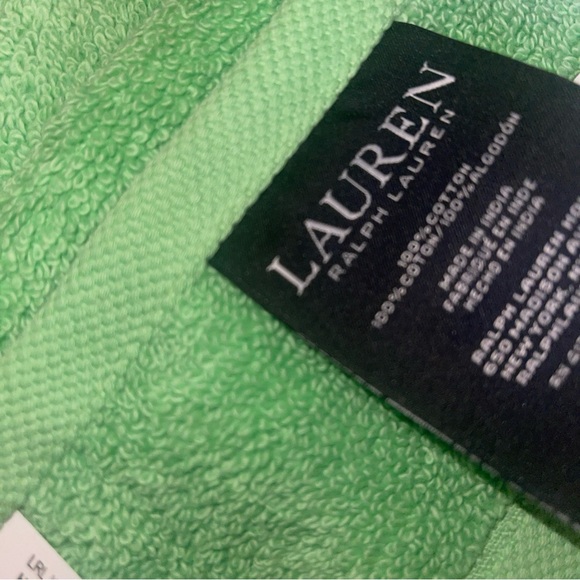 LAUREN
RALPH LAUREN
100% COTTON
100% COTON/100% ALGODÓN
MADE IN INDIA
FABRIQUÉ EN INDE
HECHO EN INDIA
RALPH LAUREN
650 MADISON
NEW YORK,
LRL